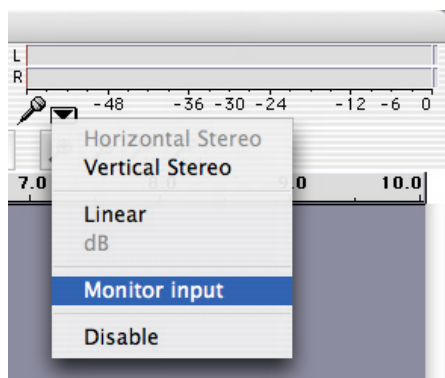 L
R
-48 -36 -30 -24 -12 -6 0
Horizontal Stereo
Vertical Stereo
7.0 9.0 10.0
Linear
dB
Monitor input
Disable